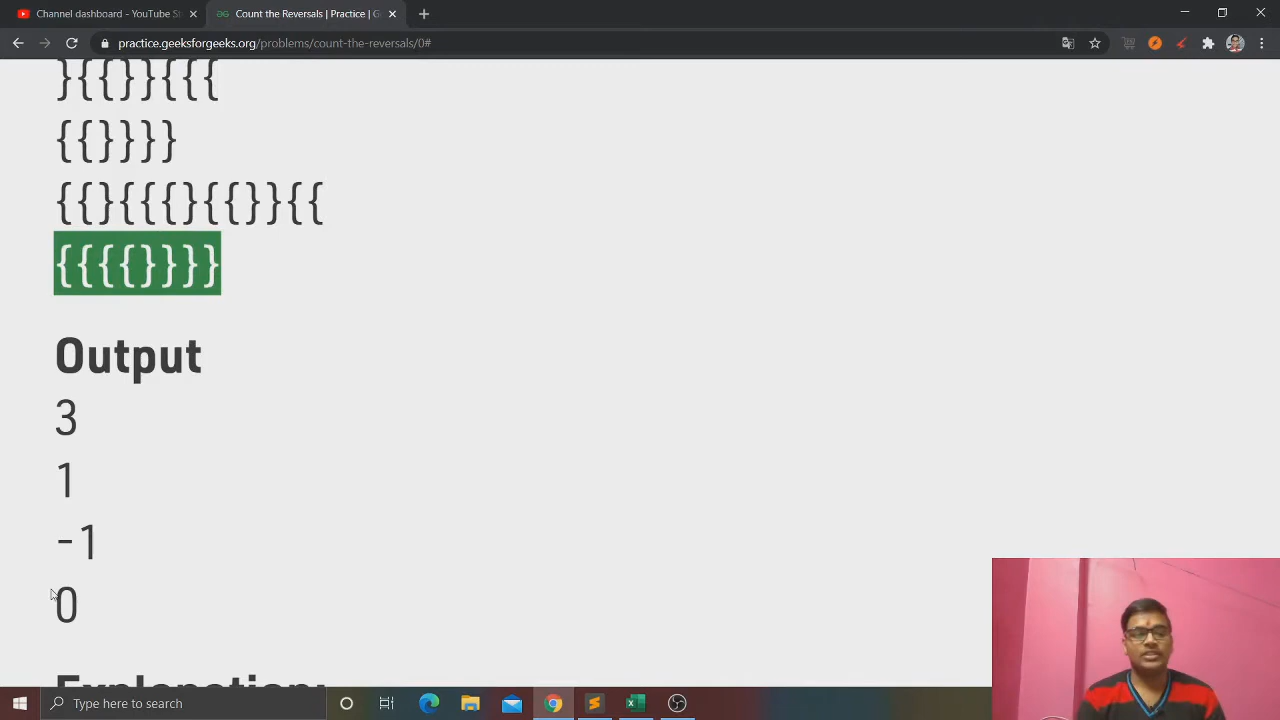 Channel dashboard - YouTube St
Count the Reversals | Practice | G
practice.geeksforgeeks.org/problems/count-the-reversals/0#
}{{}}{{{
{{}}}}
{{}{{{}{{}}{{
{{{{}}}}
Output
3
1
-1
0
Explanation:
Type here to search